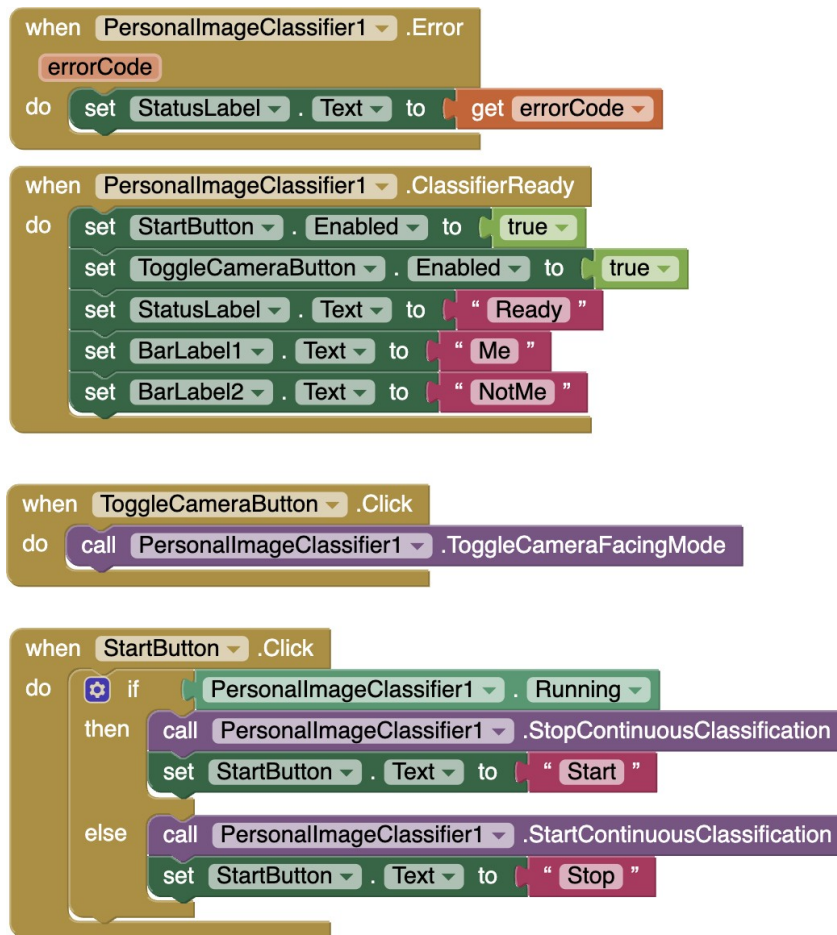 when PersonalImageClassifier1 .Error
errorCode
do set StatusLabel . Text to get errorCode
when PersonalImageClassifier1 .ClassifierReady
do set StartButton . Enabled to true
set ToggleCameraButton . Enabled to true
set StatusLabel . Text to “ Ready ”
set BarLabel1 . Text to “ Me ”
set BarLabel2 . Text to “ NotMe ”
when ToggleCameraButton .Click
do call PersonalImageClassifier1 .ToggleCameraFacingMode
when StartButton .Click
do if PersonalImageClassifier1 . Running
then call PersonalImageClassifier1 .StopContinuousClassification
set StartButton . Text to “ Start ”
else call PersonalImageClassifier1 .StartContinuousClassification
set StartButton . Text to “ Stop ”